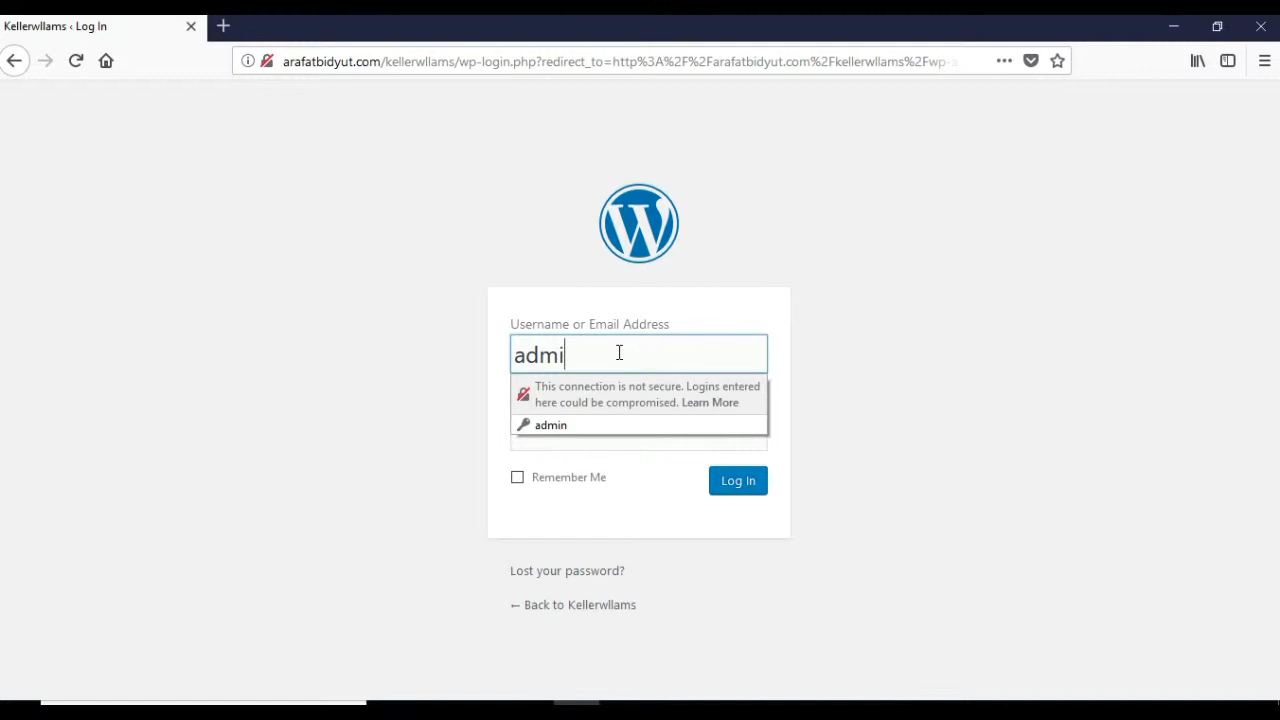 Kellerwllams ‹ Log In
arafatbidyut.com/kellerwllams/wp-login.php?redirect_to=http%3A%2F%2Farafatbidyut.com%2Fkellerwllams%2Fwp-a
Username or Email Address
admi
This connection is not secure. Logins entered
here could be compromised. Learn More
admin
Remember Me
Log In
Lost your password?
← Back to Kellerwllams